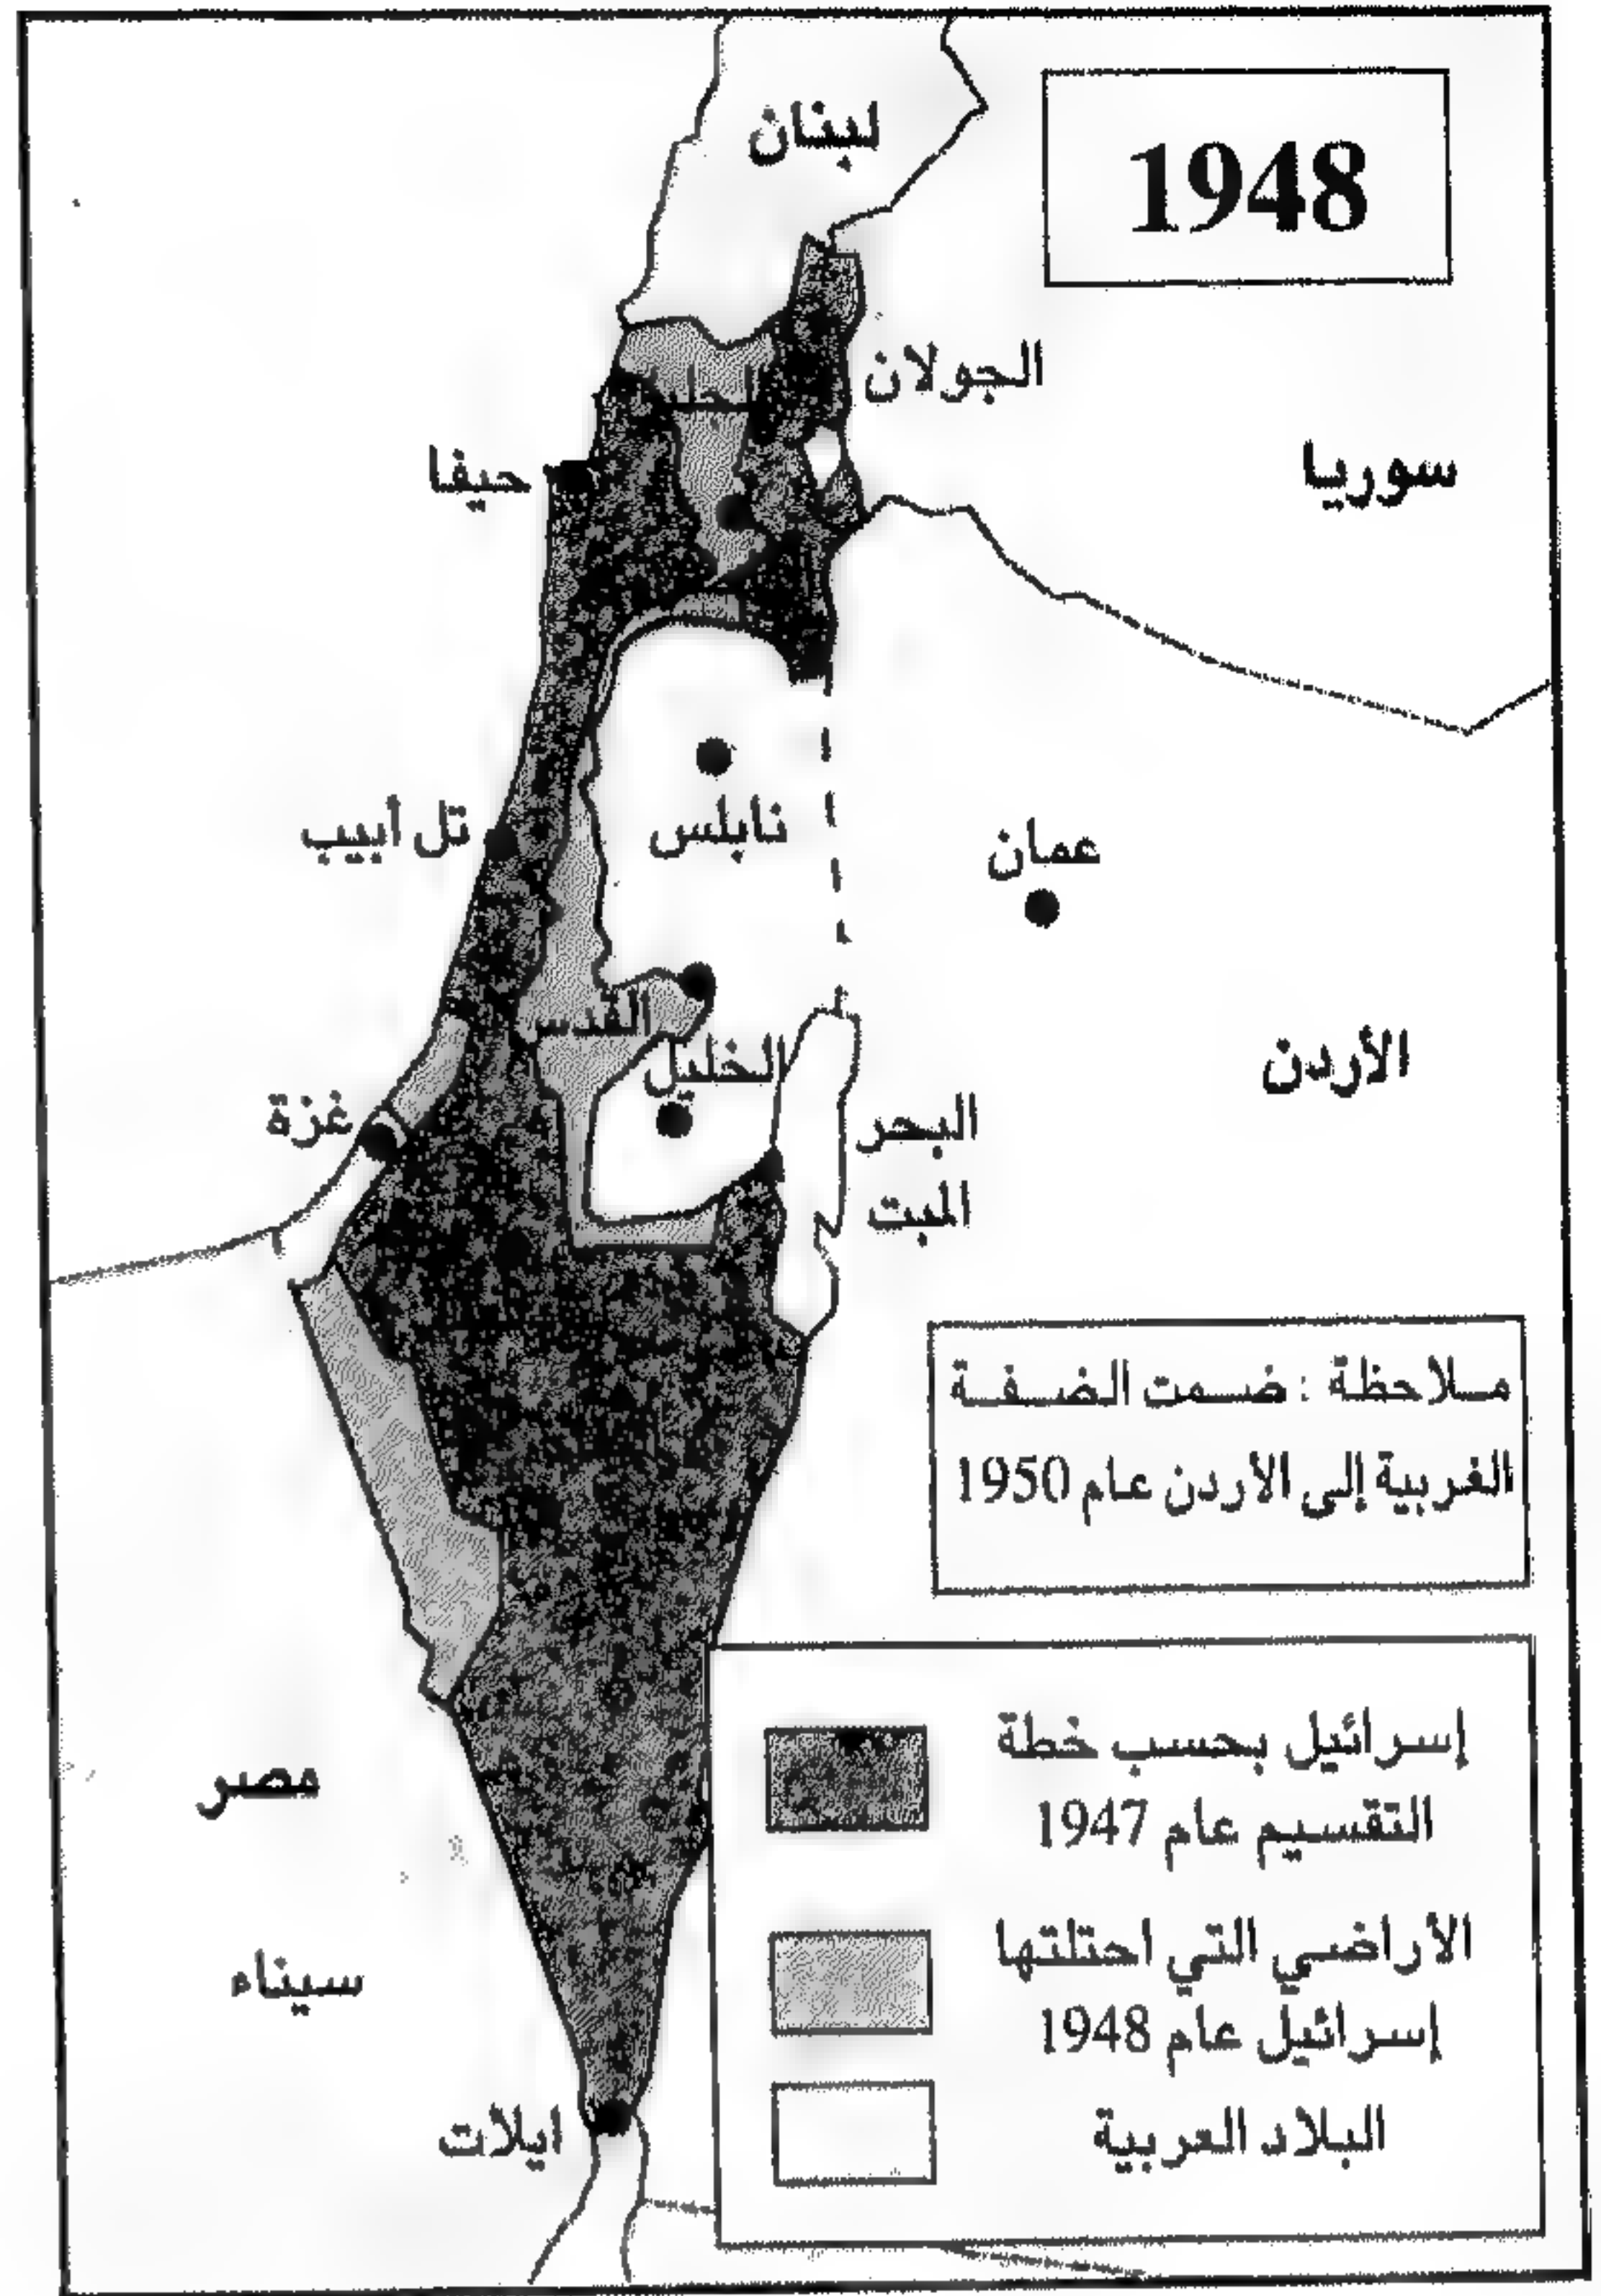 1948
لبنان
الجولان
سوريا
حيفا
تل أبيب
نابلس
عمان
القدس
الخليل
الأردن
غزة
البحر
الميت
ملاحظة : ضمت الضفة
الغربية إلى الأردن عام 1950
مصر
سيناء
ايلات
إسرائيل بحسب خطة
التقسيم عام 1947
الأراضي التي احتلتها
إسرائيل عام 1948
البلاد العربية